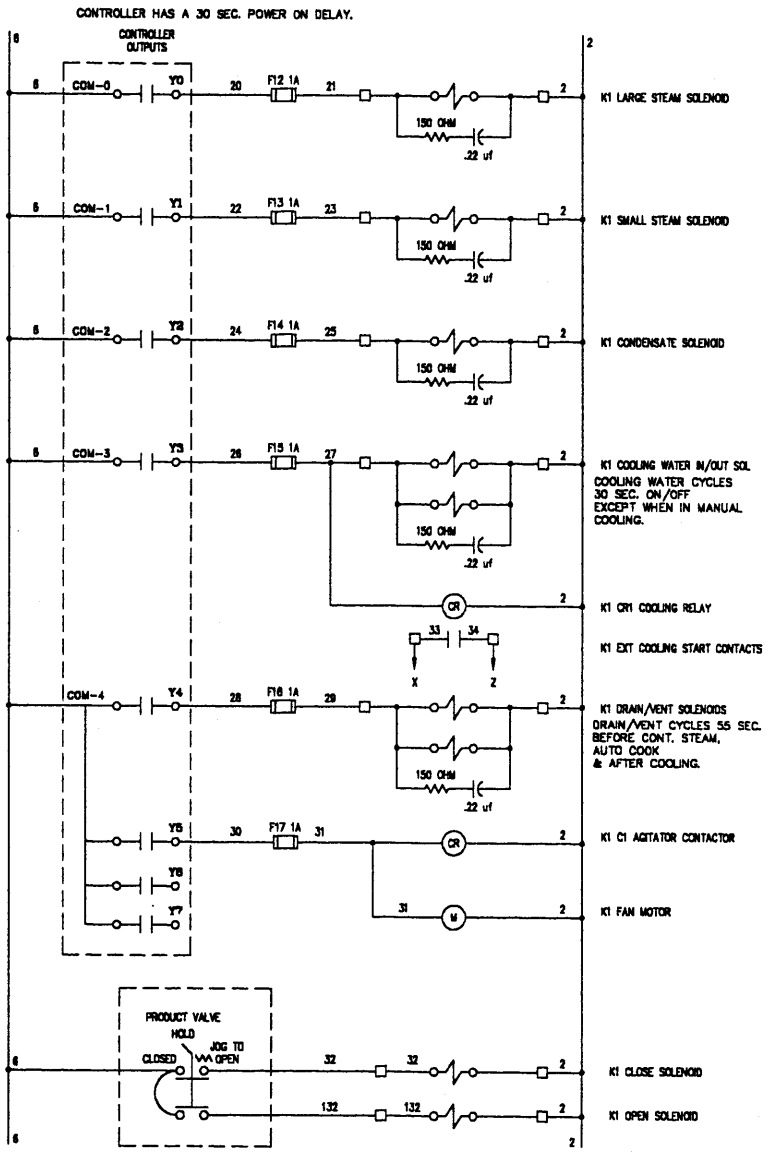 CONTROLLER HAS A 30 SEC. POWER ON DELAY.
6
CONTROLLER
OUTPUTS
2
6 COM-0 Y0 20 F12 1A 21 2 K1 LARGE STEAM SOLENOID
150 OHM
.22 uf
6 COM-1 Y1 22 F13 1A 23 2 K1 SMALL STEAM SOLENOID
150 OHM
.22 uf
6 COM-2 Y2 24 F14 1A 25 2 K1 CONDENSATE SOLENOID
150 OHM
.22 uf
6 COM-3 Y3 26 F15 1A 27 2 K1 COOLING WATER IN/OUT SOL
COOLING WATER CYCLES
30 SEC. ON/OFF
EXCEPT WHEN IN MANUAL
COOLING.
150 OHM
.22 uf
CR 2 K1 CR1 COOLING RELAY
33 34 K1 EXT COOLING START CONTACTS
X Z
COM-4 Y4 28 F16 1A 29 2 K1 DRAIN/VENT SOLENOIDS
DRAIN/VENT CYCLES 55 SEC.
BEFORE CONT. STEAM,
AUTO COOK
& AFTER COOLING.
150 OHM
.22 uf
Y5 30 F17 1A 31 CR 2 K1 C1 AGITATOR CONTACTOR
Y6
Y7
31 M 2 K1 FAN MOTOR
PRODUCT VALVE
HOLD
JOG TO
CLOSED OPEN
6 32 32 2 K1 CLOSE SOLENOID
132 132 2 K1 OPEN SOLENOID
6 2